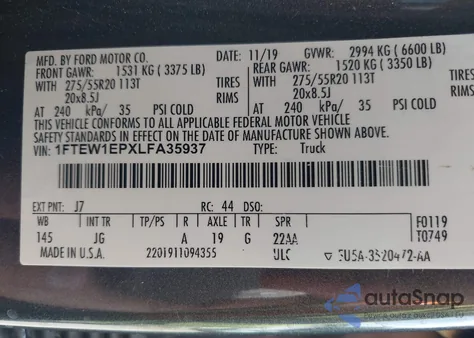 MFD. BY FORD MOTOR CO. 11/19 GVWR: 2994 KG (6600 LB)
FRONT GAWR: 1531 KG (3375 LB) REAR GAWR: 1520 KG (3350 LB)
WITH 275/55R20 113T TIRES WITH 275/55R20 113T TIRES
20x8.5J RIMS 20x8.5J RIMS
AT 240 kPa/ 35 PSI COLD AT 240 kPa/ 35 PSI COLD
THIS VEHICLE CONFORMS TO ALL APPLICABLE FEDERAL MOTOR VEHICLE
SAFETY STANDARDS IN EFFECT ON THE DATE OF MANUFACTURE SHOWN ABOVE.
VIN: 1FTEW1EPXLFA35937 TYPE: Truck
EXT PNT: J7 RC: 44 DSO: F0119
WB INT TR TP/PS R AXLE TR SPR T0749
145 JG A 19 G 22AA
MADE IN U.S.A. 2201911094355 ULC ▽ 5U5A-3520472-AA
autoSnap